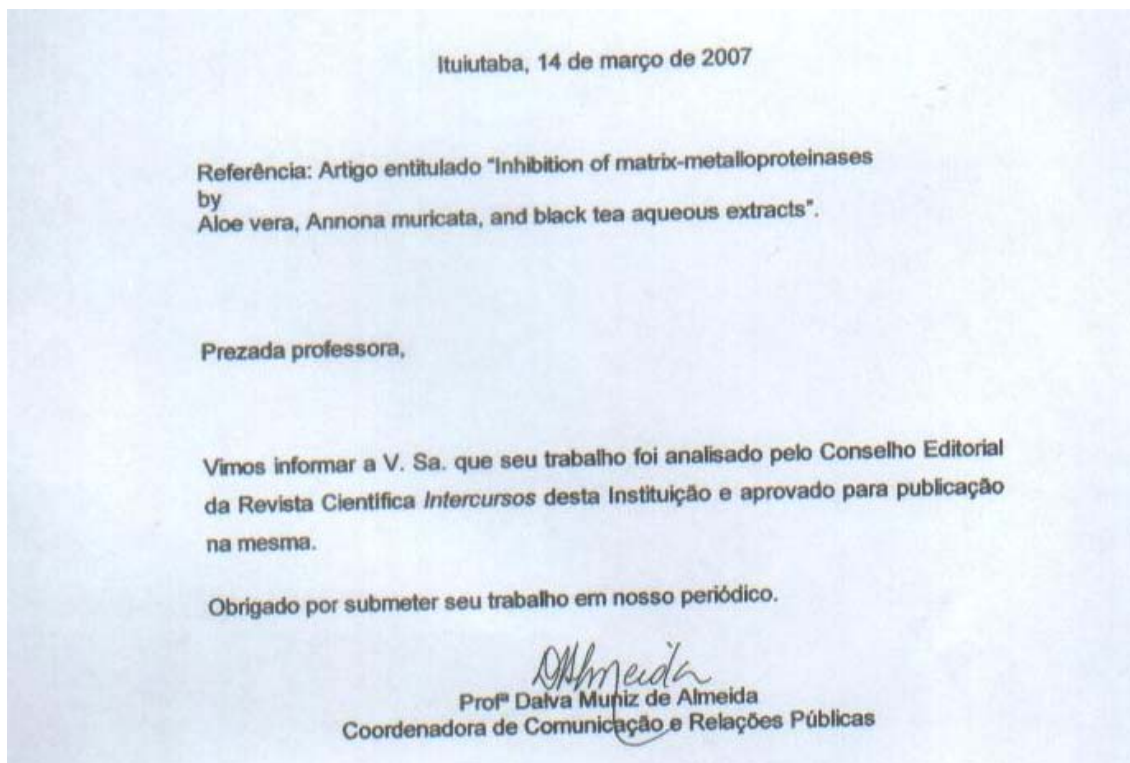 Ituiutaba, 14 de março de 2007
Referência: Artigo entitulado "Inhibition of matrix-metalloproteinases
by
Aloe vera, Annona muricata, and black tea aqueous extracts".
Prezada professora,
Vimos informar a V. Sa. que seu trabalho foi analisado pelo Conselho Editorial
da Revista Científica Intercursos desta Instituição e aprovado para publicação
na mesma.
Obrigado por submeter seu trabalho em nosso periódico.
DAlmeida
Profª Dalva Muniz de Almeida
Coordenadora de Comunicação e Relações Públicas